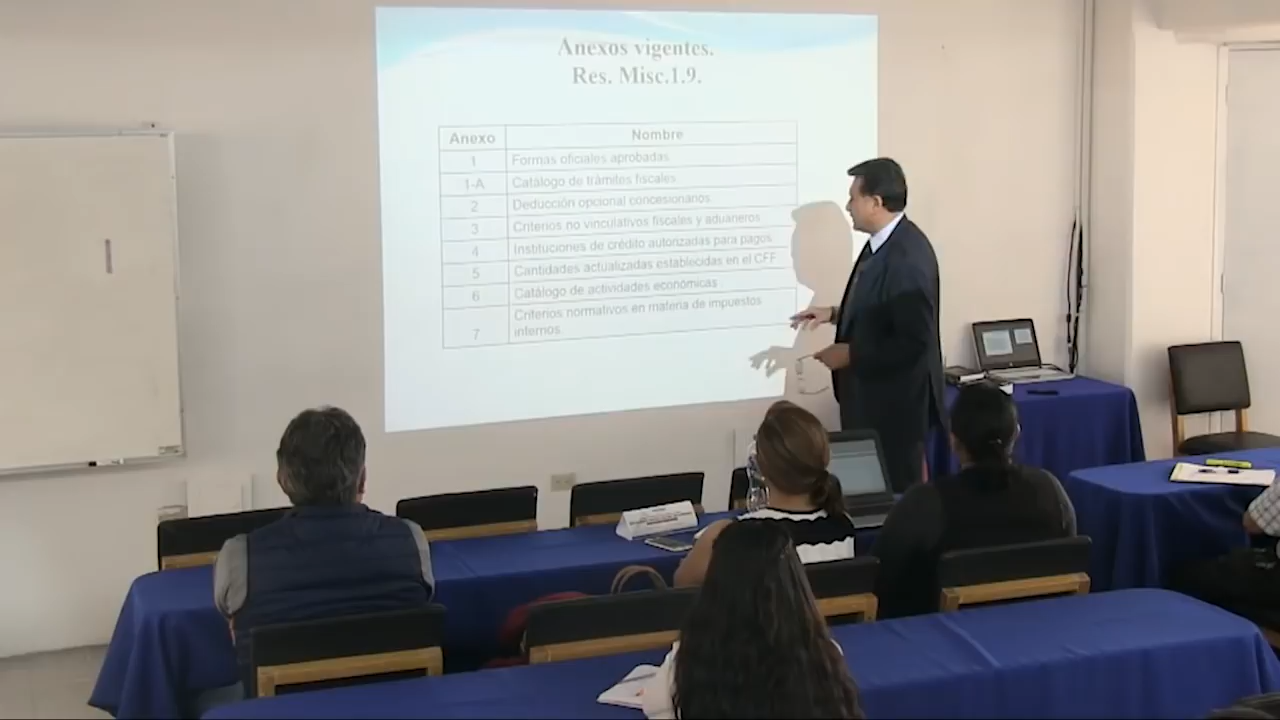 Anexos vigentes.
Res. Misc.1.9.
Anexo Nombre
1 Formas oficiales aprobadas
1-A Catálogo de trámites fiscales
2 Deducción opcional concesionarios
3 Criterios no vinculativos fiscales y aduaneros
4 Instituciones de crédito autorizadas para pagos
5 Cantidades actualizadas establecidas en el CFF
6 Catálogo de actividades económicas
7 Criterios normativos en materia de impuestos
internos.